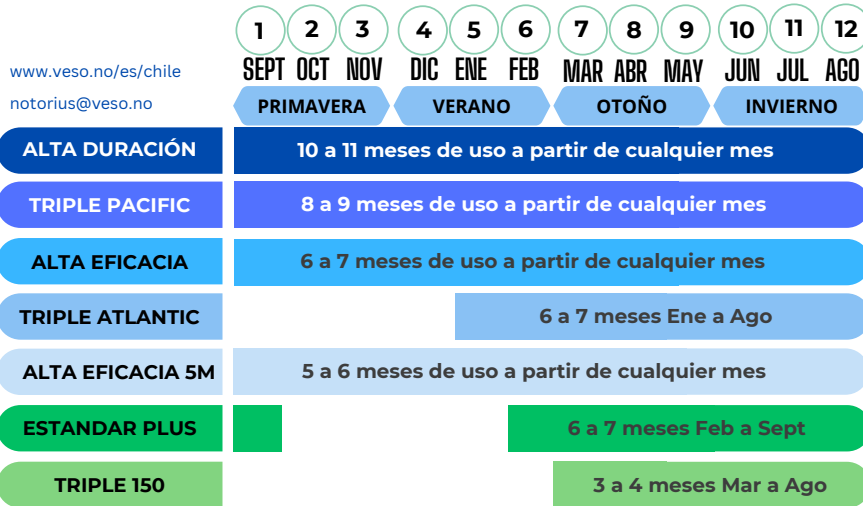 1 2 3 4 5 6 7 8 9 10 11 12
www.veso.no/es/chile
SEPT OCT NOV DIC ENE FEB MAR ABR MAY JUN JUL AGO
notorius@veso.no
PRIMAVERA VERANO OTOÑO INVIERNO
ALTA DURACIÓN 10 a 11 meses de uso a partir de cualquier mes
TRIPLE PACIFIC 8 a 9 meses de uso a partir de cualquier mes
ALTA EFICACIA 6 a 7 meses de uso a partir de cualquier mes
TRIPLE ATLANTIC 6 a 7 meses Ene a Ago
ALTA EFICACIA 5M 5 a 6 meses de uso a partir de cualquier mes
ESTANDAR PLUS 6 a 7 meses Feb a Sept
TRIPLE 150 3 a 4 meses Mar a Ago